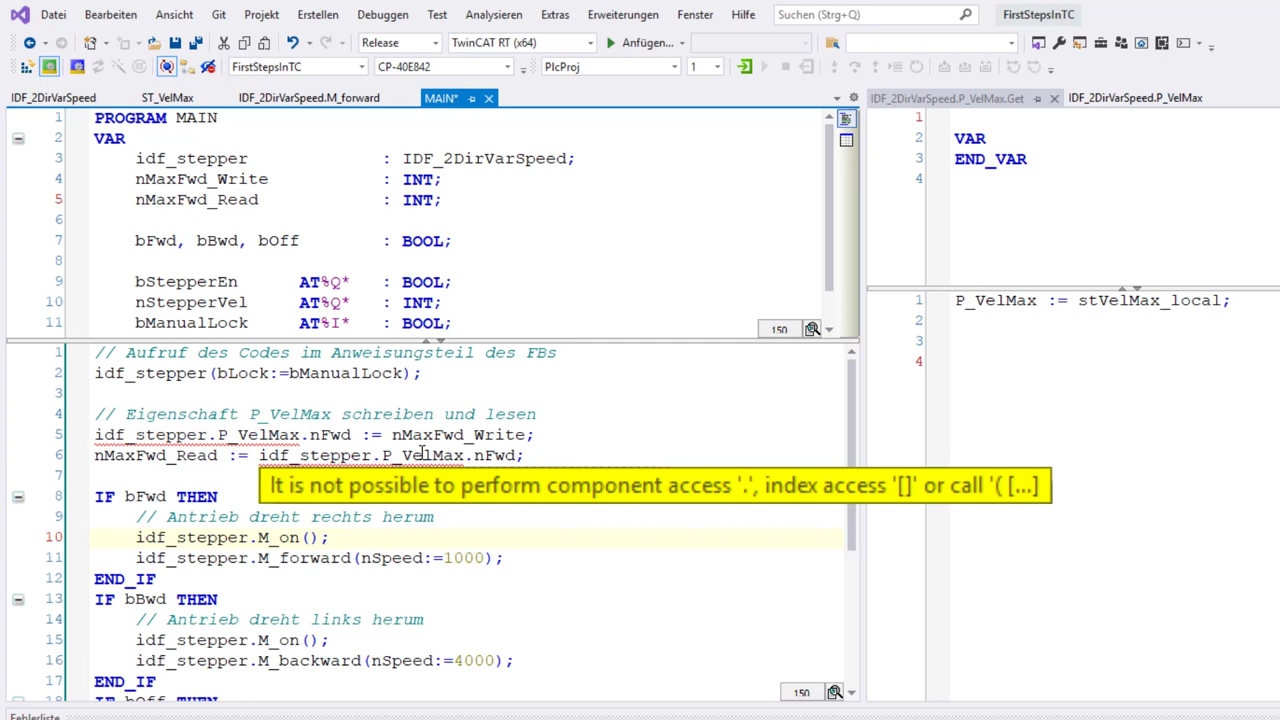 Datei Bearbeiten Ansicht Git Projekt Erstellen Debuggen Test Analysieren Extras Erweiterungen Fenster Hilfe Suchen (Strg+Q) FirstStepsInTC
Release TwinCAT RT (x64) Anfügen...
FirstStepsInTC CP-40E842 PlcProj 1
IDF_2DirVarSpeed ST_VelMax IDF_2DirVarSpeed.M_forward MAIN* IDF_2DirVarSpeed.P_VelMax.Get IDF_2DirVarSpeed.P_VelMax
1 PROGRAM MAIN
2 VAR
3 idf_stepper : IDF_2DirVarSpeed;
4 nMaxFwd_Write : INT;
5 nMaxFwd_Read : INT;
6
7 bFwd, bBwd, bOff : BOOL;
8
9 bStepperEn AT%Q* : BOOL;
10 nStepperVel AT%Q* : INT;
11 bManualLock AT%I* : BOOL;
150
1 // Aufruf des Codes im Anweisungsteil des FBs
2 idf_stepper(bLock:=bManualLock);
3
4 // Eigenschaft P_VelMax schreiben und lesen
5 idf_stepper.P_VelMax.nFwd := nMaxFwd_Write;
6 nMaxFwd_Read := idf_stepper.P_VelMax.nFwd;
7
It is not possible to perform component access '.', index access '[]' or call '( [...]
8 IF bFwd THEN
9 // Antrieb dreht rechts herum
10 idf_stepper.M_on();
11 idf_stepper.M_forward(nSpeed:=1000);
12 END_IF
13 IF bBwd THEN
14 // Antrieb dreht links herum
15 idf_stepper.M_on();
16 idf_stepper.M_backward(nSpeed:=4000);
17 END_IF
18 IF bOff THEN
150
1
2 VAR
3 END_VAR
4
1 P_VelMax := stVelMax_local;
2
3
4
Fehlerliste